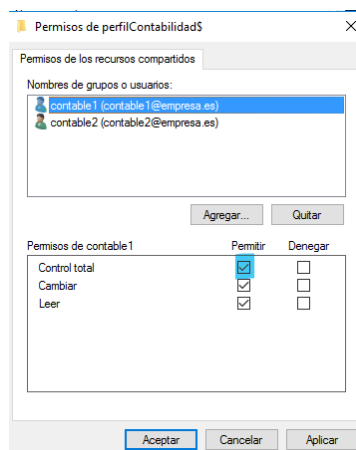 Permisos de perfilContabilidad$
Permisos de los recursos compartidos
Nombres de grupos o usuarios:
contable1 (contable1@empresa.es)
contable2 (contable2@empresa.es)
Agregar... Quitar
Permisos de contable1 Permitir Denegar
Control total
Cambiar
Leer
Aceptar Cancelar Aplicar